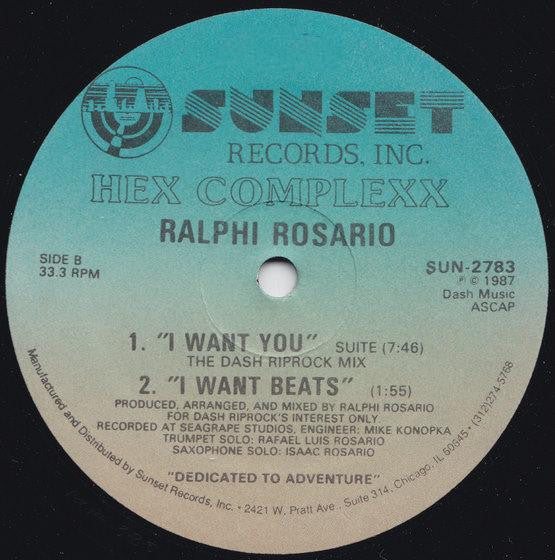 SUNSET
RECORDS, INC.
HEX COMPLEXX
RALPHI ROSARIO
SIDE B
33.3 RPM
SUN-2783
℗ © 1987
Dash Music
ASCAP
1. "I WANT YOU" SUITE (7:46)
THE DASH RIPROCK MIX
2. "I WANT BEATS" (1:55)
PRODUCED, ARRANGED, AND MIXED BY RALPHI ROSARIO
FOR DASH RIPROCK'S INTEREST ONLY
RECORDED AT SEAGRAPE STUDIOS, ENGINEER: MIKE KONOPKA
TRUMPET SOLO: RAFAEL LUIS ROSARIO
SAXOPHONE SOLO: ISAAC ROSARIO
"DEDICATED TO ADVENTURE"
Manufactured and Distributed by Sunset Records, Inc. • 2421 W. Pratt Ave., Suite 314, Chicago, IL 60645 • (312)274-5768